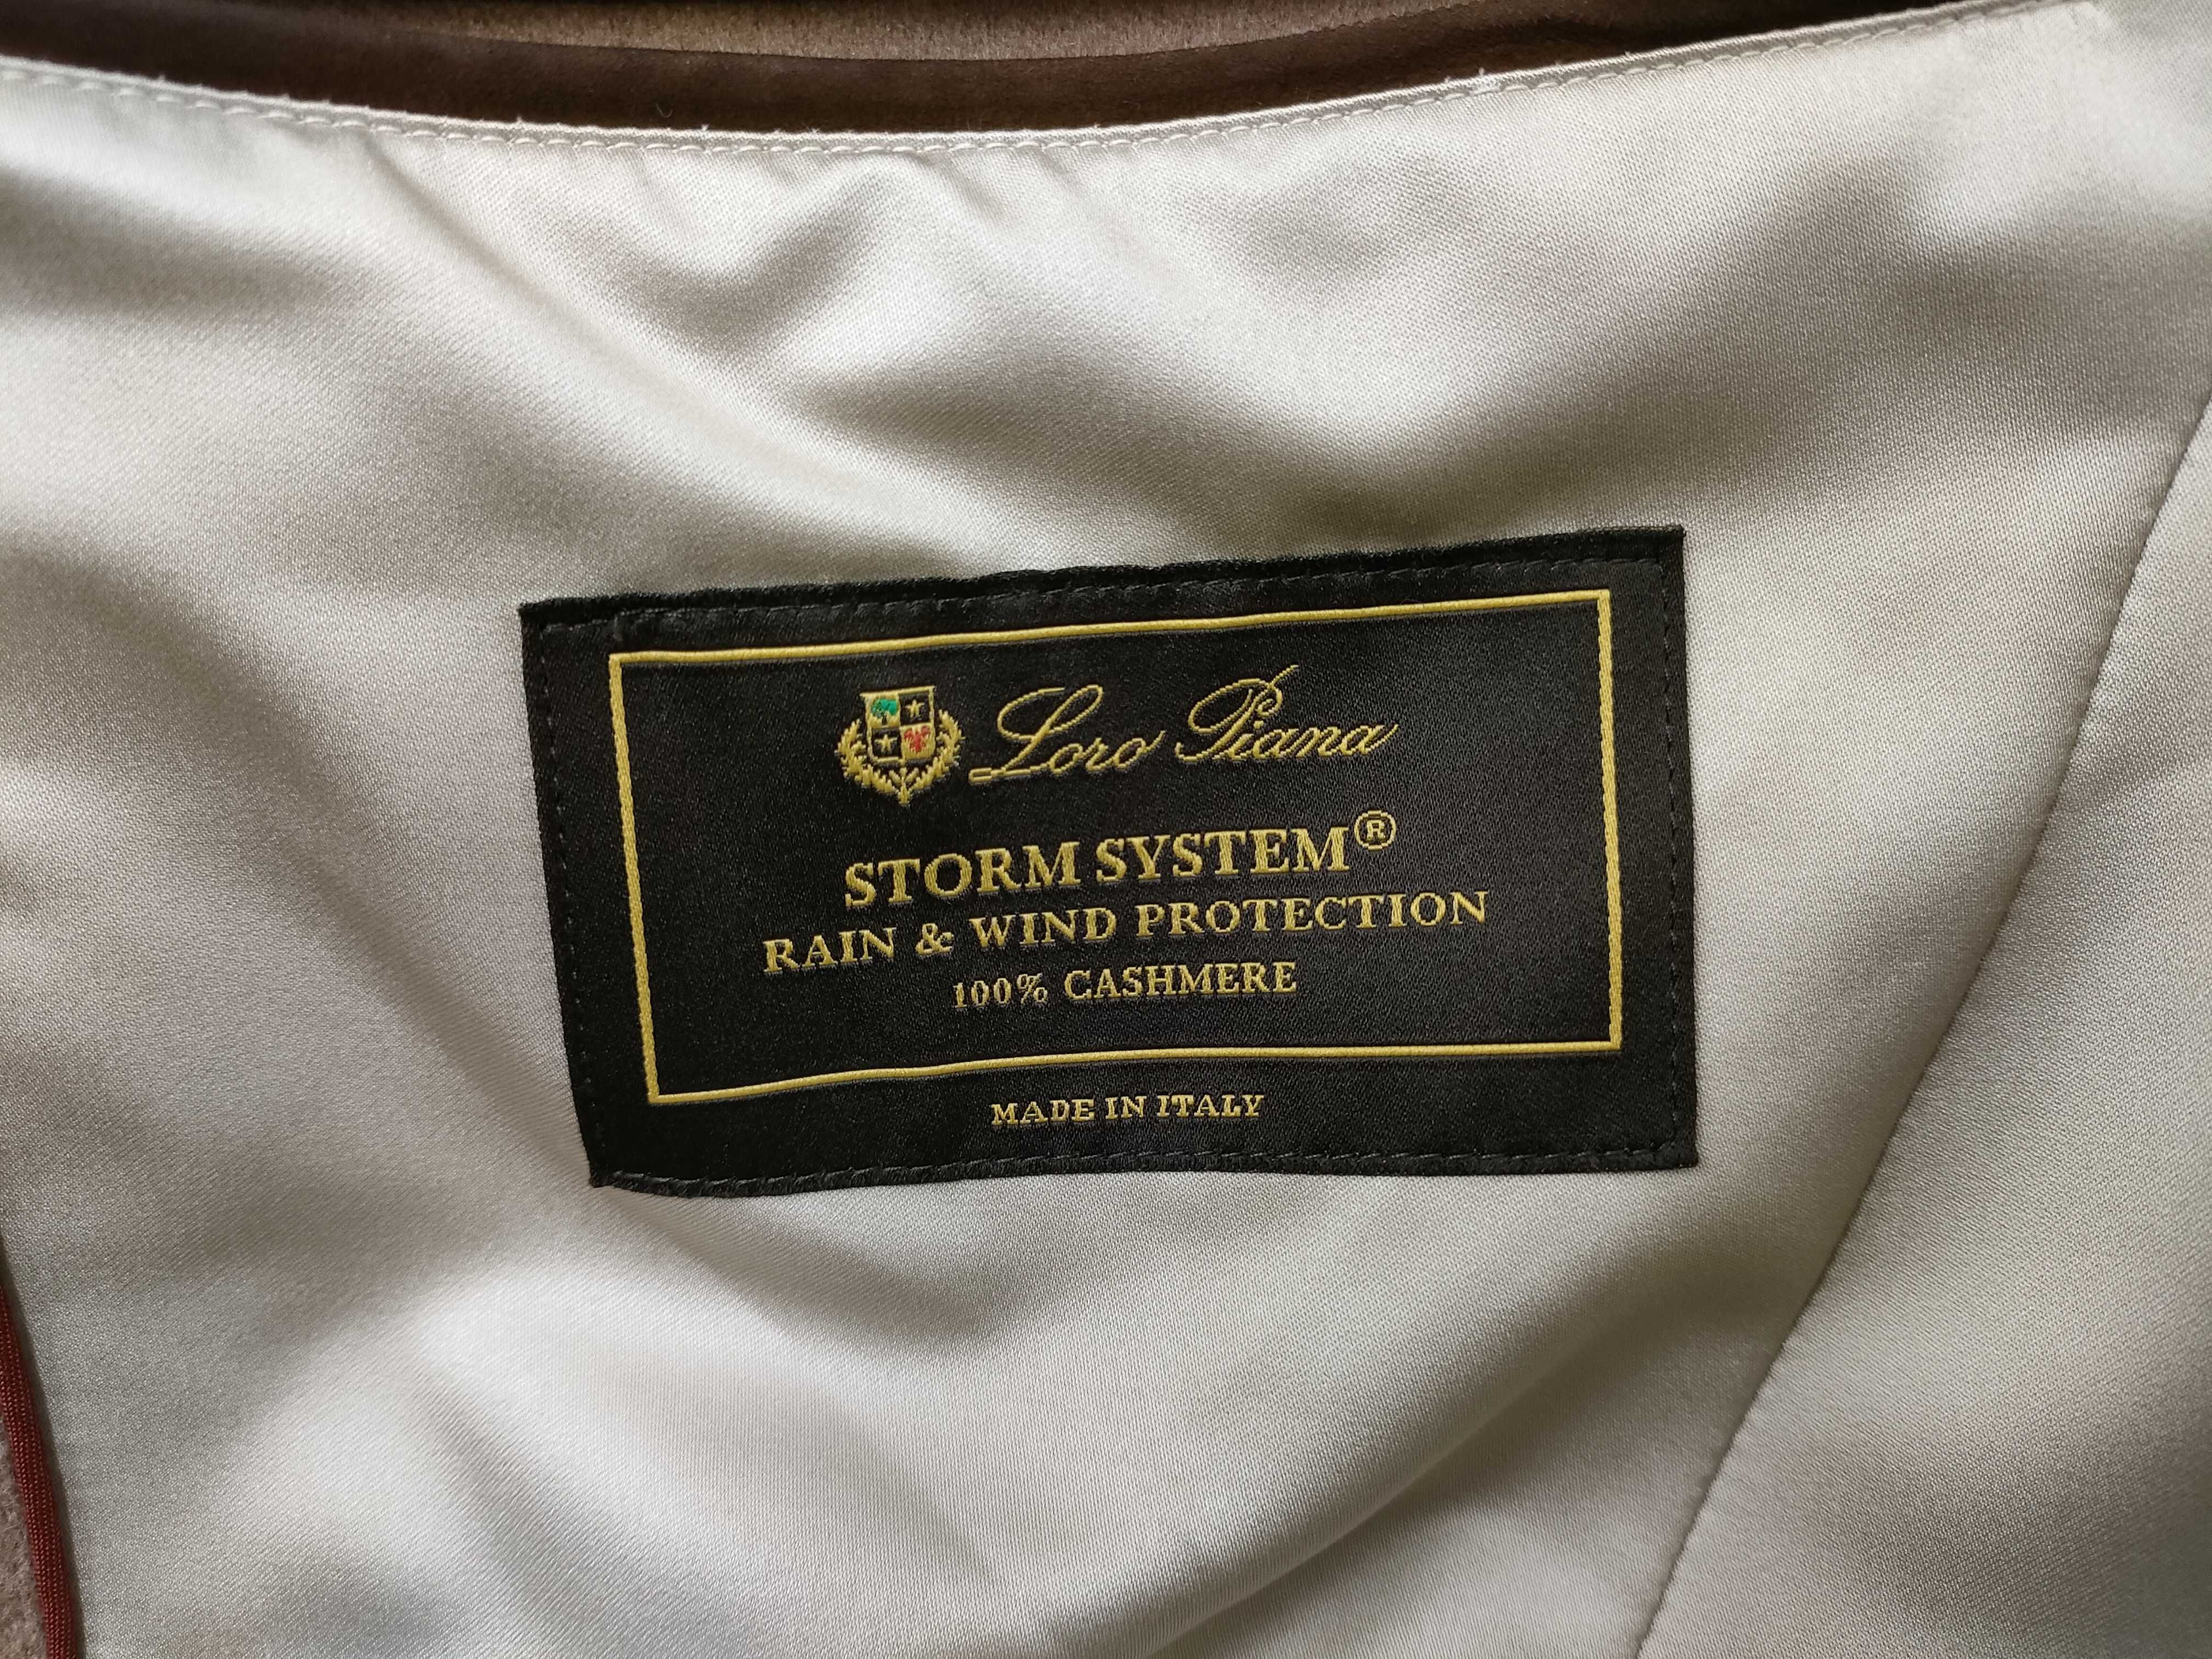 Loro Piana
STORM SYSTEM®
RAIN & WIND PROTECTION
100% CASHMERE
MADE IN ITALY